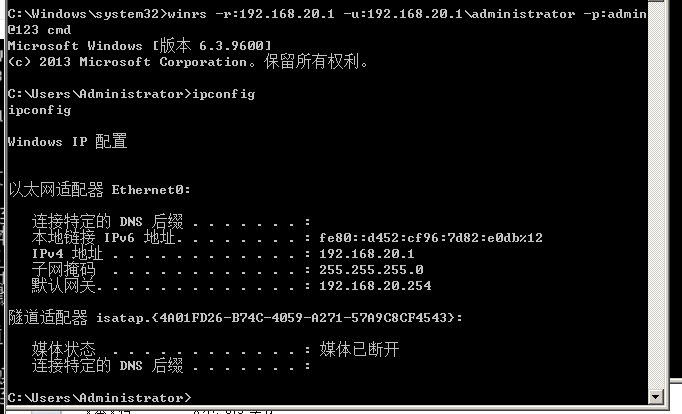 C:\Windows\system32>winrs -r:192.168.20.1 -u:192.168.20.1\administrator -p:admin
@123 cmd
Microsoft Windows [版本 6.3.9600]
(c) 2013 Microsoft Corporation。保留所有权利。
C:\Users\Administrator>ipconfig
ipconfig
Windows IP 配置
以太网适配器 Ethernet0:
连接特定的 DNS 后缀 . . . . . . . :
本地链接 IPv6 地址. . . . . . . . : fe80::d452:cf96:7d82:e0db%12
IPv4 地址 . . . . . . . . . . . . : 192.168.20.1
子网掩码 . . . . . . . . . . . . : 255.255.255.0
默认网关. . . . . . . . . . . . . : 192.168.20.254
隧道适配器 isatap.{4A01FD26-B74C-4059-A271-57A9C8CF4543}:
媒体状态 . . . . . . . . . . . . : 媒体已断开
连接特定的 DNS 后缀 . . . . . . . :
C:\Users\Administrator>